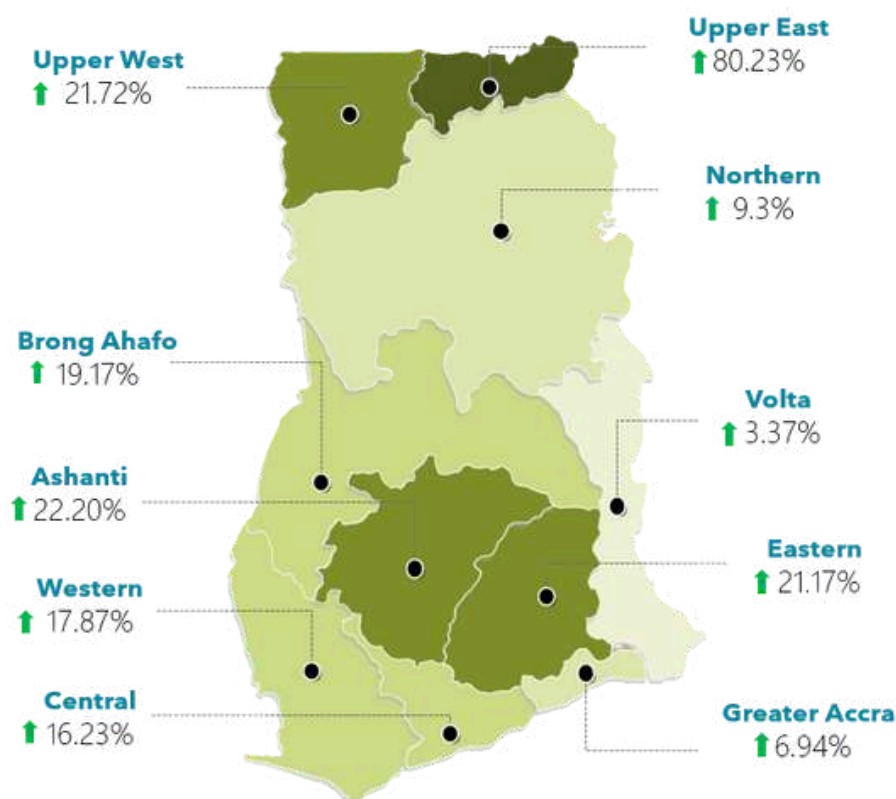 Upper East
80.23%
Upper West
21.72%
Northern
9.3%
Brong Ahafo
19.17%
Volta
3.37%
Ashanti
22.20%
Eastern
21.17%
Western
17.87%
Central
16.23%
Greater Accra
6.94%